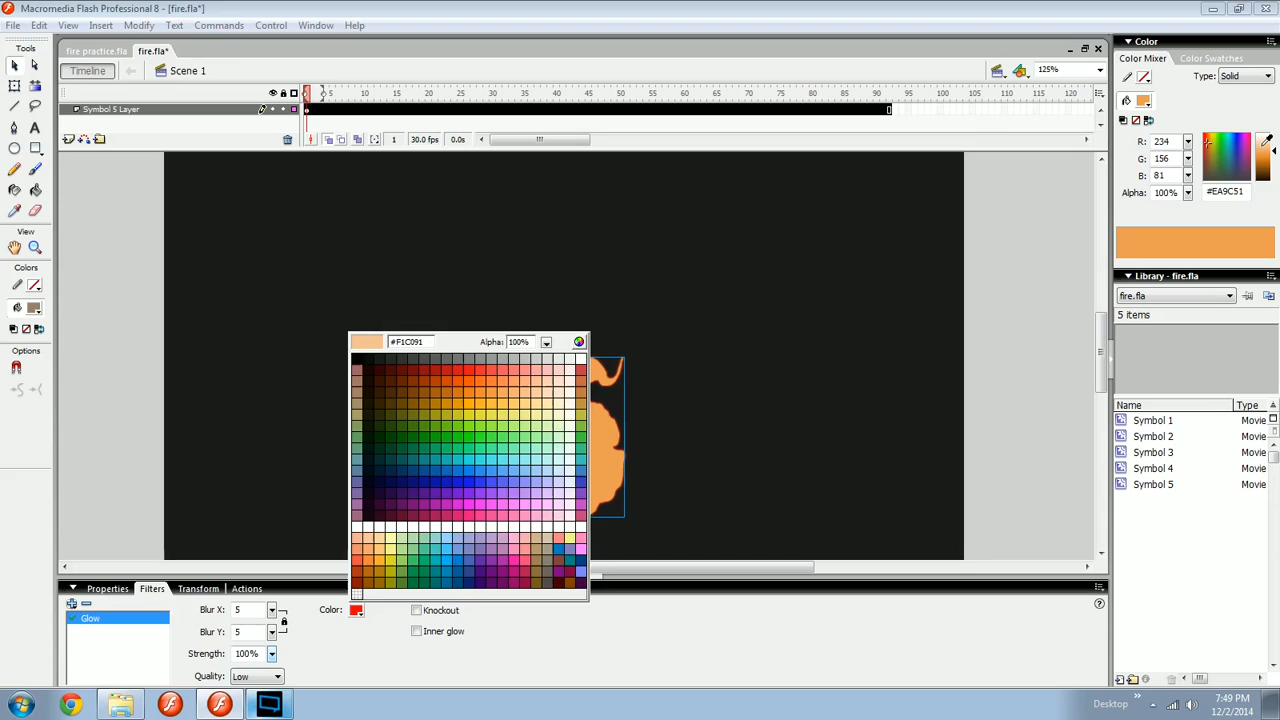 Macromedia Flash Professional 8 - [fire.fla*]
File Edit View Insert Modify Text Commands Control Window Help
Tools
fire practice.fla fire.fla*
Timeline Scene 1 125%
5 10 15 20 25 30 35 40 45 50 55 60 65 70 75 80 85 90 95 100 105 110 115 120
Symbol 5 Layer
1 30.0 fps 0.0s
View
Colors
Options
Color
Color Mixer Color Swatches
Type: Solid
R: 234
G: 156
B: 81
Alpha: 100% #EA9C51
Library - fire.fla
fire.fla
5 items
Name Type
Symbol 1 Movie
Symbol 2 Movie
Symbol 3 Movie
Symbol 4 Movie
Symbol 5 Movie
#F1C091 Alpha: 100%
Properties Filters Transform Actions
Glow
Blur X: 5
Blur Y: 5
Strength: 100%
Quality: Low
Color:
Knockout
Inner glow
Desktop
7:49 PM
12/2/2014